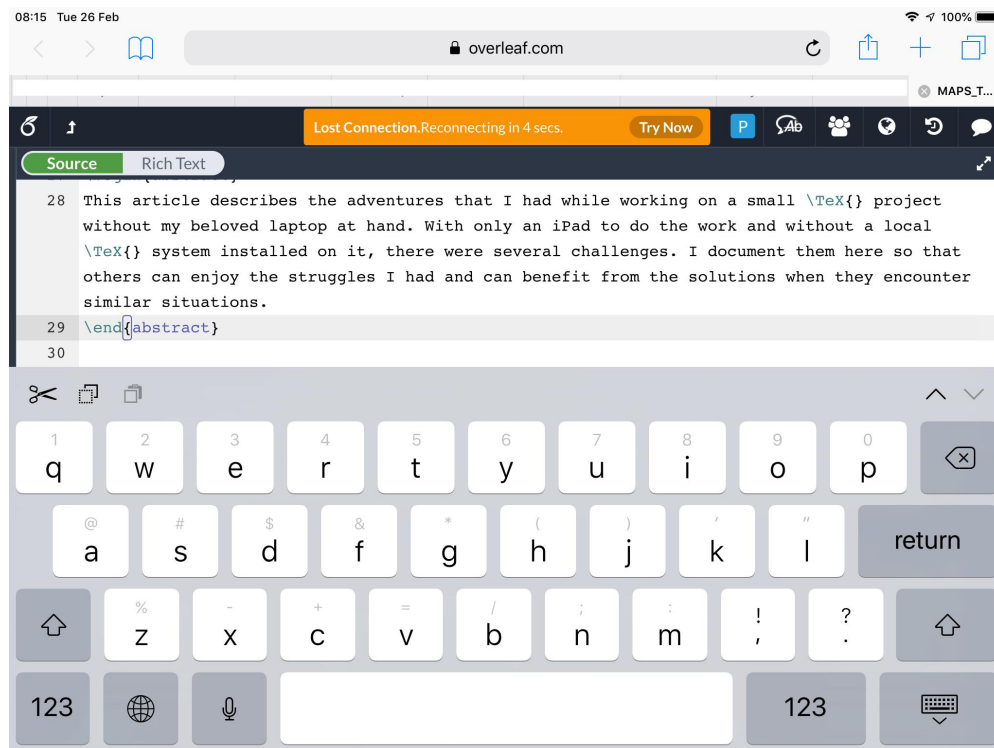 08:15 Tue 26 Feb 100%
overleaf.com
MAPS_T...
Lost Connection.Reconnecting in 4 secs. Try Now P Ab
Source Rich Text
28 This article describes the adventures that I had while working on a small \TeX{} project
without my beloved laptop at hand. With only an iPad to do the work and without a local
\TeX{} system installed on it, there were several challenges. I document them here so that
others can enjoy the struggles I had and can benefit from the solutions when they encounter
similar situations.
29 \end{abstract}
30
1 2 3 4 5 6 7 8 9 0
q w e r t y u i o p
@ # $ & * ( ) ' "
a s d f g h j k l return
% - + = / ; : ! ?
z x c v b n m , .
123 123